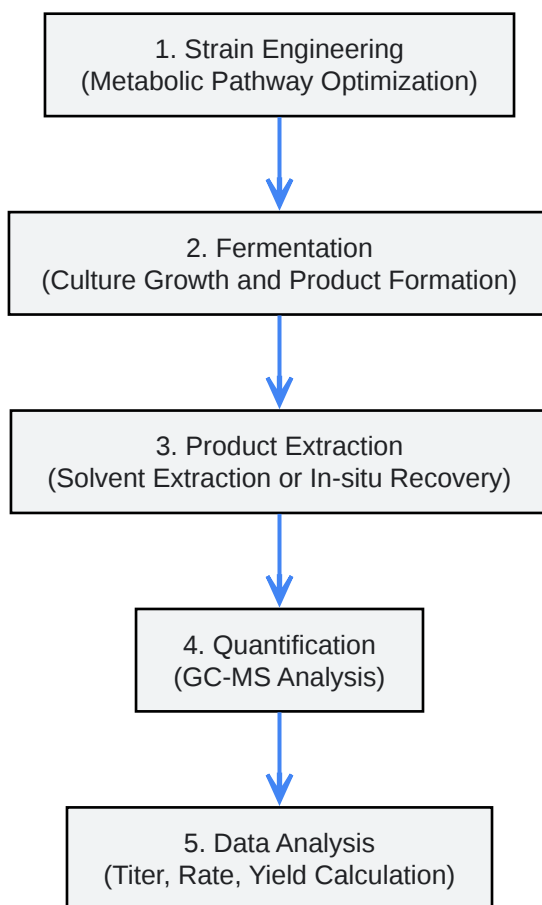 1. Strain Engineering
(Metabolic Pathway Optimization)
2. Fermentation
(Culture Growth and Product Formation)
3. Product Extraction
(Solvent Extraction or In-situ Recovery)
4. Quantification
(GC-MS Analysis)
5. Data Analysis
(Titer, Rate, Yield Calculation)